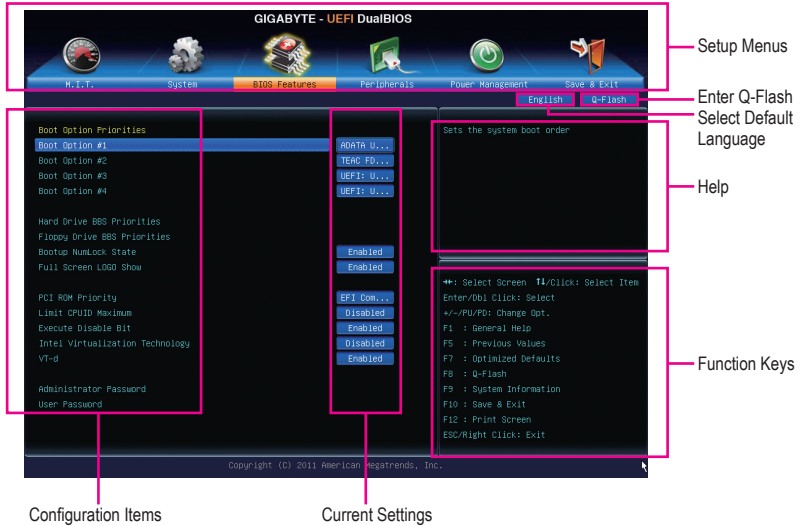 GIGABYTE - UEFI DualBIOS
Setup Menus
M.I.T.
System
BIOS Features
Peripherals
Power Management
Save & Exit
English
Q-Flash
Enter Q-Flash
Select Default
Language
Boot Option Priorities
Boot Option #1 ADATA U...
Boot Option #2 TEAC FD...
Boot Option #3 UEFI: U...
Boot Option #4 UEFI: U...
Hard Drive BBS Priorities
Floppy Drive BBS Priorities
Bootup NumLock State Enabled
Full Screen LOGO Show Enabled
PCI ROM Priority EFI Com...
Limit CPUID Maximum Disabled
Execute Disable Bit Enabled
Intel Virtualization Technology Disabled
VT-d Enabled
Administrator Password
User Password
Sets the system boot order
Help
→←: Select Screen ↑↓/Click: Select Item
Enter/Dbl Click: Select
+/-/PU/PD: Change Opt.
F1 : General Help
F5 : Previous Values
F7 : Optimized Defaults
F8 : Q-Flash
F9 : System Information
F10 : Save & Exit
F12 : Print Screen
ESC/Right Click: Exit
Function Keys
Copyright (C) 2011 American Megatrends, Inc.
Configuration Items
Current Settings